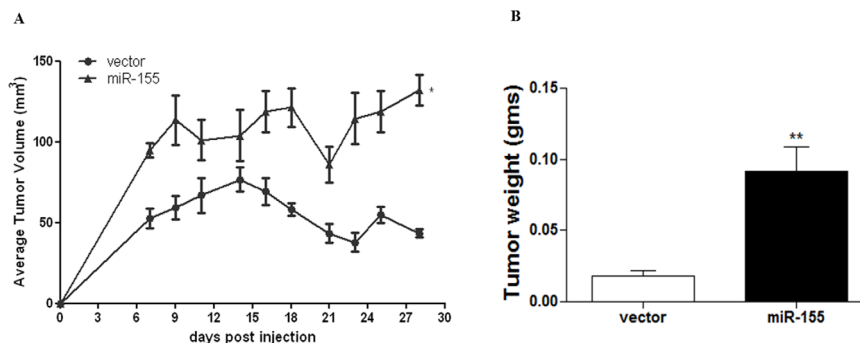 A
vector
miR-155
Average Tumor Volume (mm³)
150
100
50
0
0 3 6 9 12 15 18 21 24 27 30
days post injection
*
B
Tumor weight (gms)
0.15
0.10
0.05
0.00
**
vector miR-155